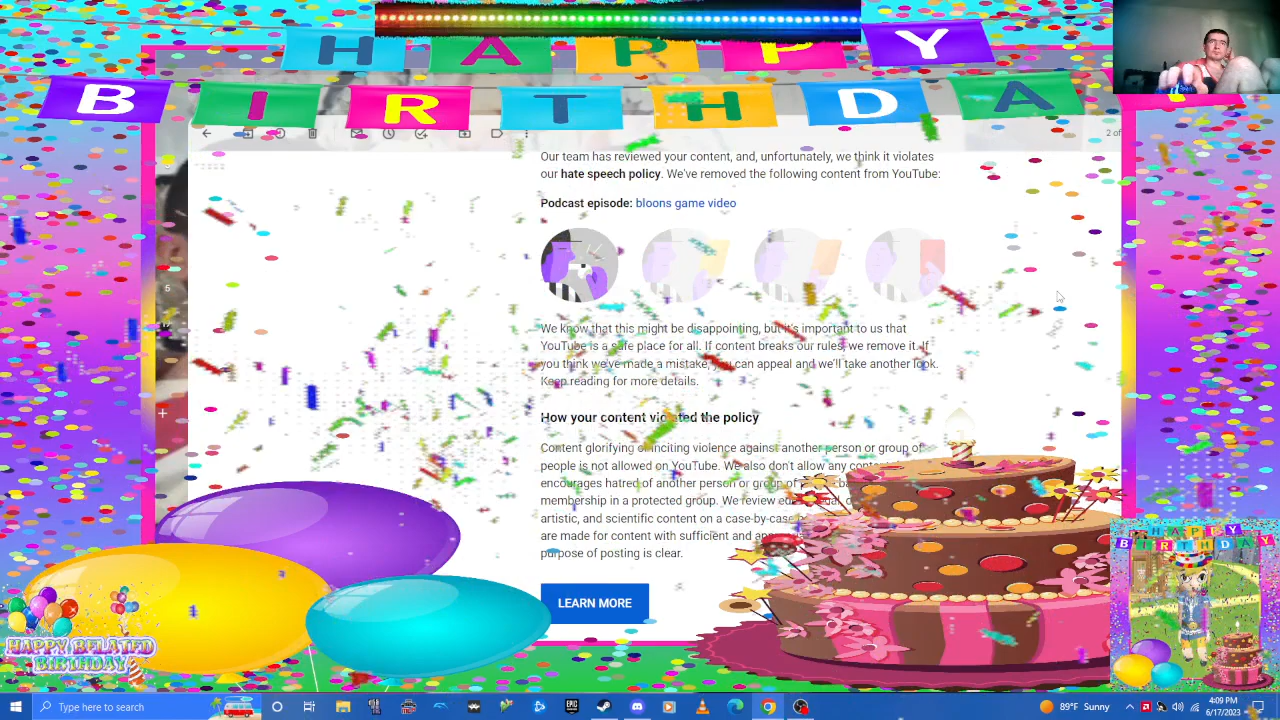 HAPPY
BIRTHDA
2 of
Our team has reviewed your content, and, unfortunately, we think it violates
our hate speech policy. We've removed the following content from YouTube:
Podcast episode: bloons game video
5
We know that this might be disappointing, but it's important to us that
YouTube is a safe place for all. If content breaks our rules, we remove it. If
you think we've made a mistake, you can appeal and we'll take another look.
Keep reading for more details.
How your content violated the policy
Content glorifying or inciting violence against another person or group of
people is not allowed on YouTube. We also don't allow any
encourages hatred of another person or group of
membership in a protected group. We review
artistic, and scientific content on a case-by-case
are made for content with sufficient and
purpose of posting is clear.
LEARN MORE
HAPPY BELATED
BIRTHDAY
HAPPY
BIRTHDAY
Type here to search
EPIC
89°F Sunny
4:09 PM
6/17/2023